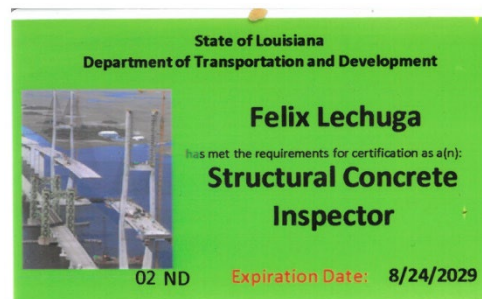 State of Louisiana
Department of Transportation and Development
Felix Lechuga
has met the requirements for certification as a(n):
Structural Concrete
Inspector
02 ND
Expiration Date: 8/24/2029